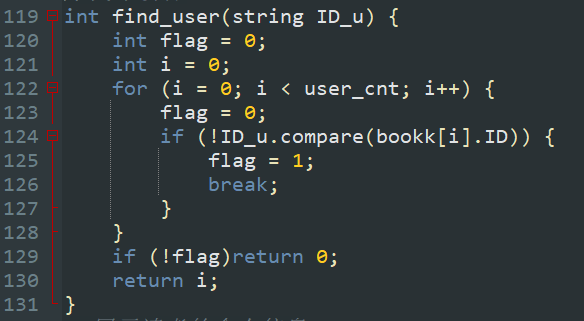 119 int find_user(string ID_u) {
120     int flag = 0;
121     int i = 0;
122     for (i = 0; i < user_cnt; i++) {
123         flag = 0;
124         if (!ID_u.compare(bookk[i].ID)) {
125             flag = 1;
126             break;
127         }
128     }
129     if (!flag)return 0;
130     return i;
131 }